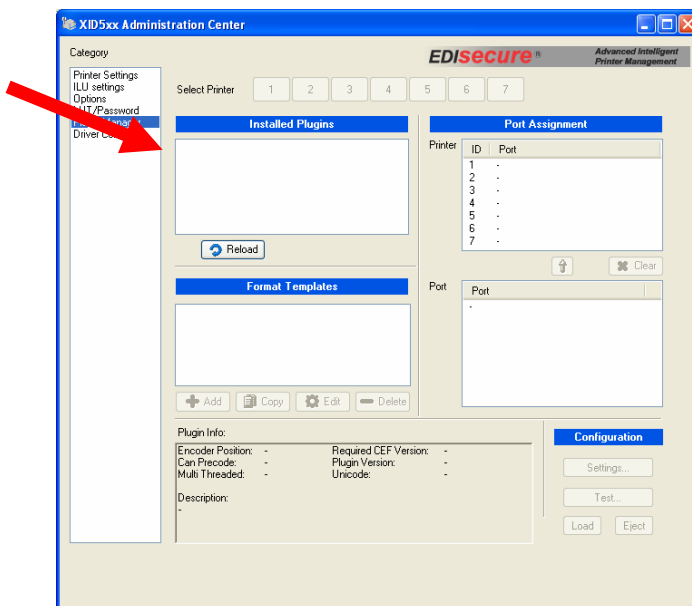 XID5xx Administration Center
Category
EDIsecure ®
Advanced Intelligent
Printer Management
Printer Settings
ILU settings
Options
/Password
Driver
Select Printer 1 2 3 4 5 6 7
Installed Plugins
Reload
Port Assignment
Printer
ID Port
1 -
2 -
3 -
4 -
5 -
6 -
7 -
Clear
Format Templates
Add Copy Edit Delete
Port
Port
-
Plugin Info:
Encoder Position: - Required CEF Version: -
Can Precode: - Plugin Version: -
Multi Threaded: - Unicode: -
Description:
-
Configuration
Settings...
Test...
Load Eject